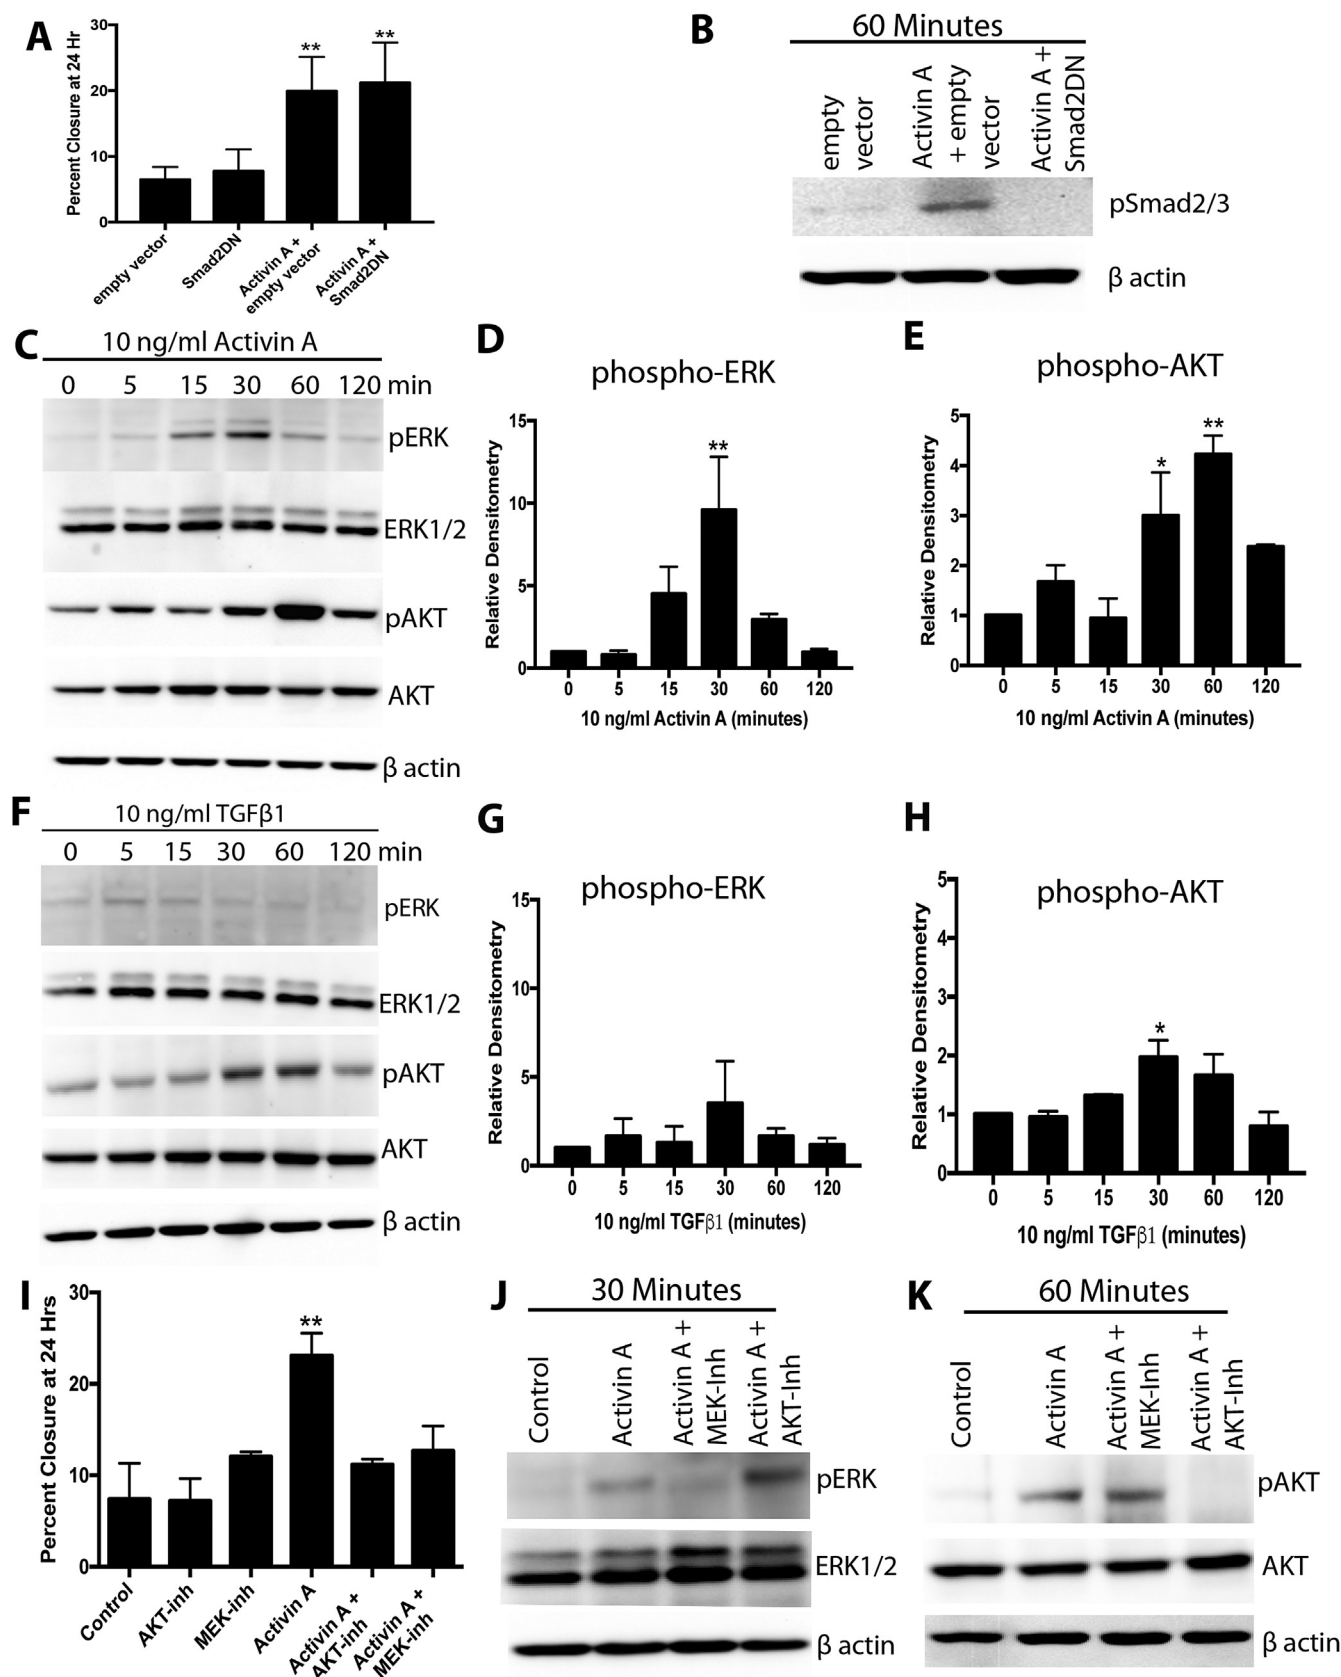 A
Percent Closure at 24 Hr
30
20
10
0
**
**
empty vector
Smad2DN
Activin A +
empty vector
Activin A +
Smad2DN
B
60 Minutes
empty
vector
Activin A
+ empty
vector
Activin A +
Smad2DN
pSmad2/3
β actin
C
10 ng/ml Activin A
0 5 15 30 60 120 min
pERK
ERK1/2
pAKT
AKT
β actin
D
phospho-ERK
Relative Densitometry
15
10
5
0
**
0 5 15 30 60 120
10 ng/ml Activin A (minutes)
E
phospho-AKT
Relative Densitometry
5
4
3
2
1
0
*
**
0 5 15 30 60 120
10 ng/ml Activin A (minutes)
F
10 ng/ml TGFβ1
0 5 15 30 60 120 min
pERK
ERK1/2
pAKT
AKT
β actin
G
phospho-ERK
Relative Densitometry
15
10
5
0
0 5 15 30 60 120
10 ng/ml TGFβ1 (minutes)
H
phospho-AKT
Relative Densitometry
5
4
3
2
1
0
*
0 5 15 30 60 120
10 ng/ml TGFβ1 (minutes)
I
Percent Closure at 24 Hrs
30
20
10
0
**
Control
AKT-inh
MEK-inh
Activin A
Activin A +
AKT-inh
Activin A +
MEK-inh
J
30 Minutes
Control
Activin A
Activin A +
MEK-Inh
Activin A +
AKT-Inh
pERK
ERK1/2
β actin
K
60 Minutes
Control
Activin A
Activin A +
MEK-Inh
Activin A +
AKT-Inh
pAKT
AKT
β actin